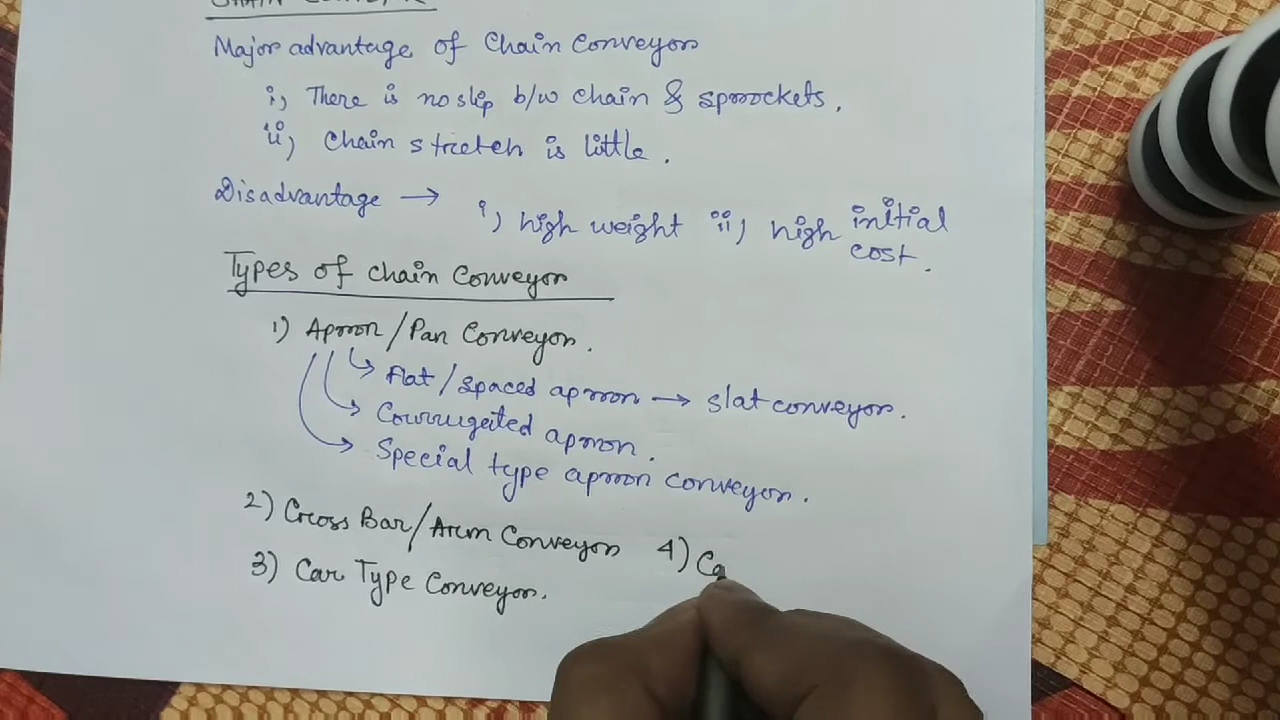 Major advantage of Chain Conveyor
i, There is no slip b/w chain & sprockets.
ii, Chain stretch is little.
Disadvantage → i, high weight ii, high initial cost.
Types of chain Conveyor
1) Apron/Pan Conveyor.
→ Flat/spaced apron → slat conveyor.
→ Corrugated apron.
→ Special type apron conveyor.
2) Cross Bar/Arm Conveyor 4) Ca
3) Car Type Conveyor.